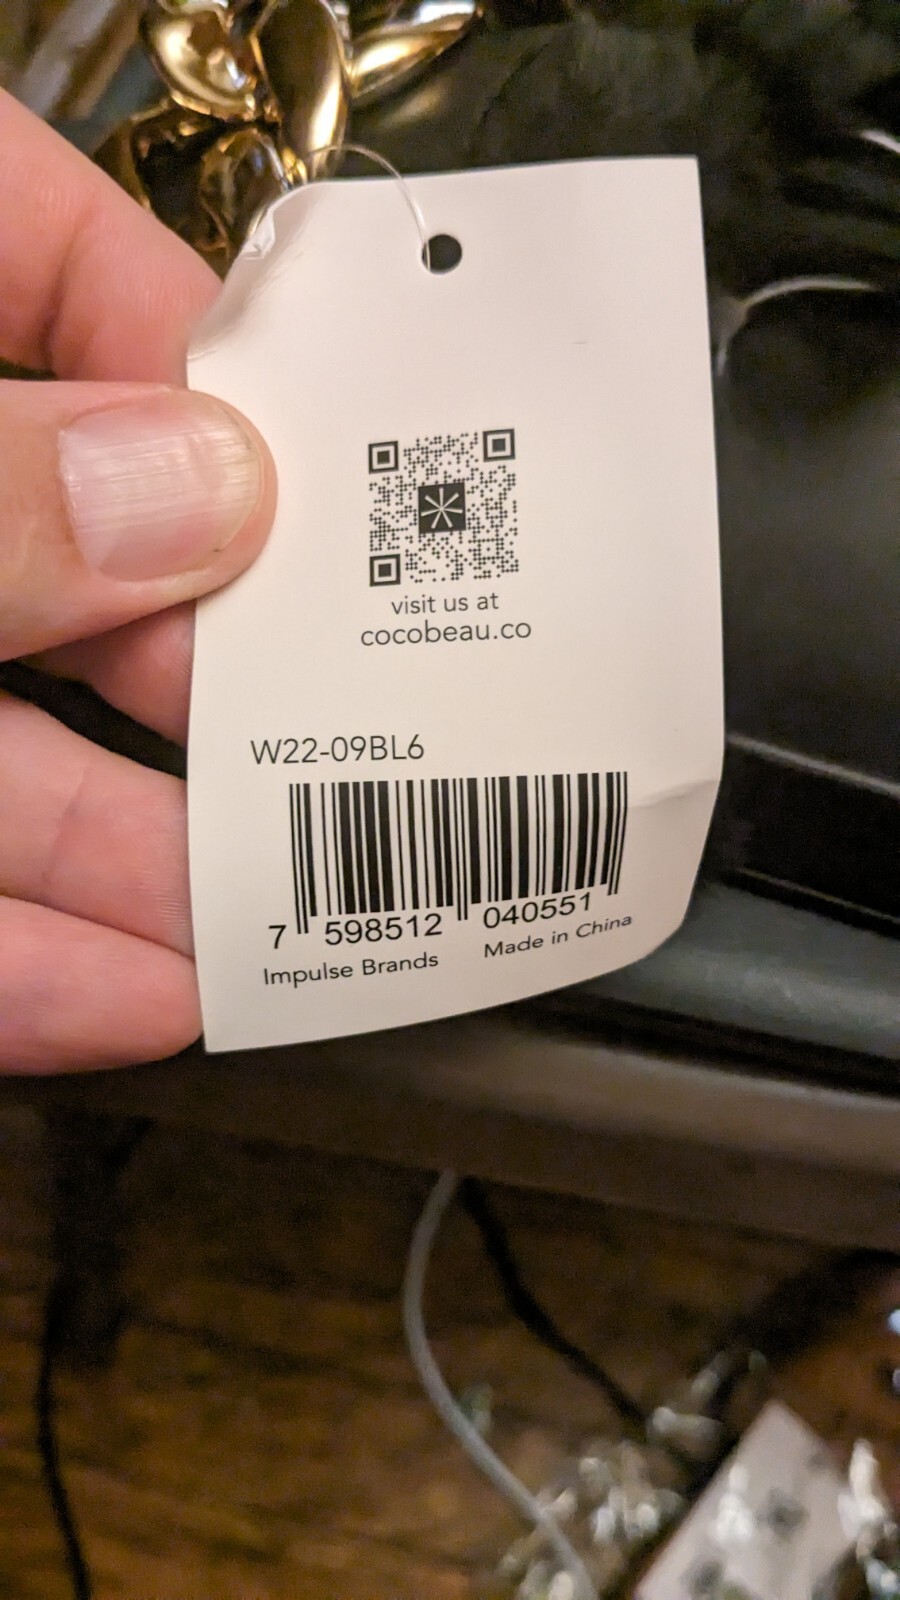 visit us at
cocobeau.co
W22-09BL6
7 598512 040551
Impulse Brands Made in China